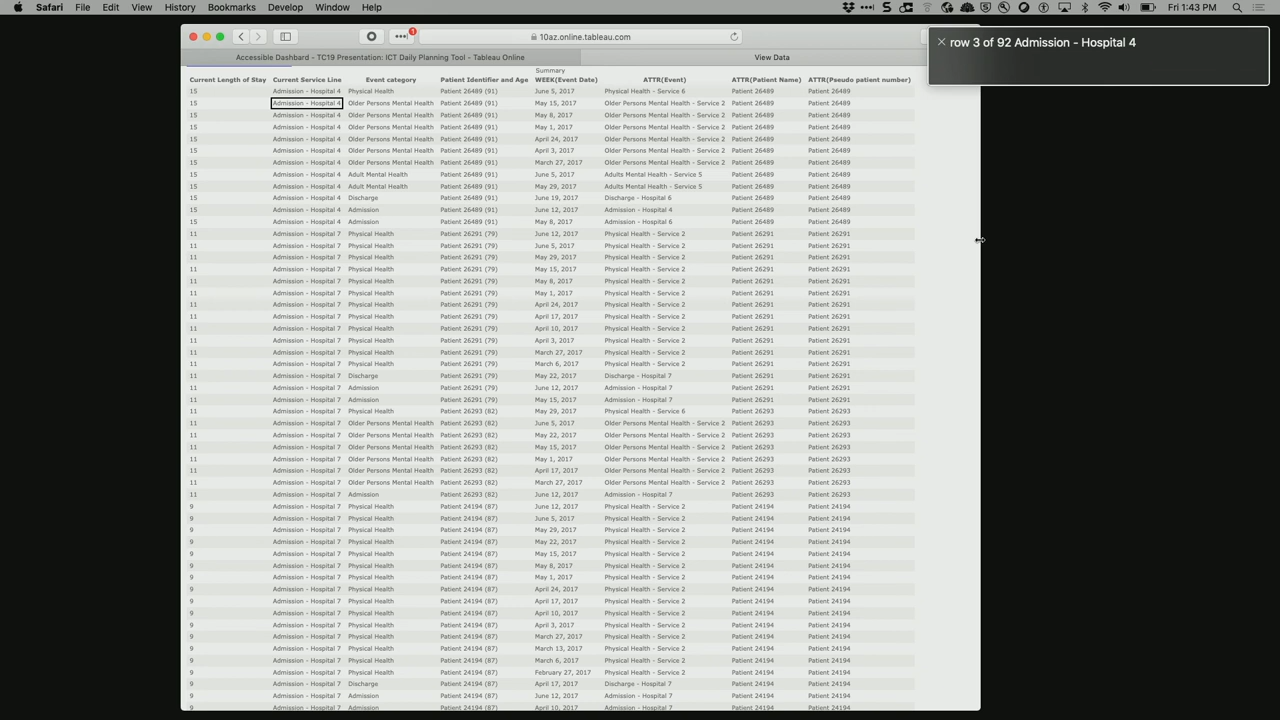 Safari File Edit View History Bookmarks Develop Window Help Fri 1:43 PM
10az.online.tableau.com
1
Accessible Dashbard - TC19 Presentation: ICT Daily Planning Tool - Tableau Online View Data
row 3 of 92 Admission - Hospital 4
Summary
Current Length of Stay Current Service Line Event category Patient Identifier and Age WEEK(Event Date) ATTR(Event) ATTR(Patient Name) ATTR(Pseudo patient number)
15 Admission - Hospital 4 Physical Health Patient 26489 (91) June 5, 2017 Physical Health - Service 6 Patient 26489 Patient 26489
15 Admission - Hospital 4 Older Persons Mental Health Patient 26489 (91) May 15, 2017 Older Persons Mental Health - Service 2 Patient 26489 Patient 26489
15 Admission - Hospital 4 Older Persons Mental Health Patient 26489 (91) May 8, 2017 Older Persons Mental Health - Service 2 Patient 26489 Patient 26489
15 Admission - Hospital 4 Older Persons Mental Health Patient 26489 (91) May 1, 2017 Older Persons Mental Health - Service 2 Patient 26489 Patient 26489
15 Admission - Hospital 4 Older Persons Mental Health Patient 26489 (91) April 24, 2017 Older Persons Mental Health - Service 2 Patient 26489 Patient 26489
15 Admission - Hospital 4 Older Persons Mental Health Patient 26489 (91) April 3, 2017 Older Persons Mental Health - Service 2 Patient 26489 Patient 26489
15 Admission - Hospital 4 Older Persons Mental Health Patient 26489 (91) March 27, 2017 Older Persons Mental Health - Service 2 Patient 26489 Patient 26489
15 Admission - Hospital 4 Adult Mental Health Patient 26489 (91) June 5, 2017 Adults Mental Health - Service 5 Patient 26489 Patient 26489
15 Admission - Hospital 4 Adult Mental Health Patient 26489 (91) May 29, 2017 Adults Mental Health - Service 5 Patient 26489 Patient 26489
15 Admission - Hospital 4 Discharge Patient 26489 (91) June 19, 2017 Discharge - Hospital 6 Patient 26489 Patient 26489
15 Admission - Hospital 4 Admission Patient 26489 (91) June 12, 2017 Admission - Hospital 4 Patient 26489 Patient 26489
15 Admission - Hospital 4 Admission Patient 26489 (91) May 8, 2017 Admission - Hospital 6 Patient 26489 Patient 26489
11 Admission - Hospital 7 Physical Health Patient 26291 (79) June 12, 2017 Physical Health - Service 2 Patient 26291 Patient 26291
11 Admission - Hospital 7 Physical Health Patient 26291 (79) June 5, 2017 Physical Health - Service 2 Patient 26291 Patient 26291
11 Admission - Hospital 7 Physical Health Patient 26291 (79) May 29, 2017 Physical Health - Service 2 Patient 26291 Patient 26291
11 Admission - Hospital 7 Physical Health Patient 26291 (79) May 15, 2017 Physical Health - Service 2 Patient 26291 Patient 26291
11 Admission - Hospital 7 Physical Health Patient 26291 (79) May 8, 2017 Physical Health - Service 2 Patient 26291 Patient 26291
11 Admission - Hospital 7 Physical Health Patient 26291 (79) May 1, 2017 Physical Health - Service 2 Patient 26291 Patient 26291
11 Admission - Hospital 7 Physical Health Patient 26291 (79) April 24, 2017 Physical Health - Service 2 Patient 26291 Patient 26291
11 Admission - Hospital 7 Physical Health Patient 26291 (79) April 17, 2017 Physical Health - Service 2 Patient 26291 Patient 26291
11 Admission - Hospital 7 Physical Health Patient 26291 (79) April 10, 2017 Physical Health - Service 2 Patient 26291 Patient 26291
11 Admission - Hospital 7 Physical Health Patient 26291 (79) April 3, 2017 Physical Health - Service 2 Patient 26291 Patient 26291
11 Admission - Hospital 7 Physical Health Patient 26291 (79) March 27, 2017 Physical Health - Service 2 Patient 26291 Patient 26291
11 Admission - Hospital 7 Physical Health Patient 26291 (79) March 6, 2017 Physical Health - Service 2 Patient 26291 Patient 26291
11 Admission - Hospital 7 Discharge Patient 26291 (79) May 22, 2017 Discharge - Hospital 7 Patient 26291 Patient 26291
11 Admission - Hospital 7 Admission Patient 26291 (79) June 12, 2017 Admission - Hospital 7 Patient 26291 Patient 26291
11 Admission - Hospital 7 Admission Patient 26291 (79) May 15, 2017 Admission - Hospital 7 Patient 26291 Patient 26291
11 Admission - Hospital 7 Physical Health Patient 26293 (82) May 29, 2017 Physical Health - Service 6 Patient 26293 Patient 26293
11 Admission - Hospital 7 Older Persons Mental Health Patient 26293 (82) June 5, 2017 Older Persons Mental Health - Service 2 Patient 26293 Patient 26293
11 Admission - Hospital 7 Older Persons Mental Health Patient 26293 (82) May 22, 2017 Older Persons Mental Health - Service 2 Patient 26293 Patient 26293
11 Admission - Hospital 7 Older Persons Mental Health Patient 26293 (82) May 15, 2017 Older Persons Mental Health - Service 2 Patient 26293 Patient 26293
11 Admission - Hospital 7 Older Persons Mental Health Patient 26293 (82) May 1, 2017 Older Persons Mental Health - Service 2 Patient 26293 Patient 26293
11 Admission - Hospital 7 Older Persons Mental Health Patient 26293 (82) April 17, 2017 Older Persons Mental Health - Service 2 Patient 26293 Patient 26293
11 Admission - Hospital 7 Older Persons Mental Health Patient 26293 (82) March 27, 2017 Older Persons Mental Health - Service 2 Patient 26293 Patient 26293
11 Admission - Hospital 7 Admission Patient 26293 (82) June 12, 2017 Admission - Hospital 7 Patient 26293 Patient 26293
9 Admission - Hospital 7 Physical Health Patient 24194 (87) June 12, 2017 Physical Health - Service 2 Patient 24194 Patient 24194
9 Admission - Hospital 7 Physical Health Patient 24194 (87) June 5, 2017 Physical Health - Service 2 Patient 24194 Patient 24194
9 Admission - Hospital 7 Physical Health Patient 24194 (87) May 29, 2017 Physical Health - Service 2 Patient 24194 Patient 24194
9 Admission - Hospital 7 Physical Health Patient 24194 (87) May 22, 2017 Physical Health - Service 2 Patient 24194 Patient 24194
9 Admission - Hospital 7 Physical Health Patient 24194 (87) May 15, 2017 Physical Health - Service 2 Patient 24194 Patient 24194
9 Admission - Hospital 7 Physical Health Patient 24194 (87) May 8, 2017 Physical Health - Service 2 Patient 24194 Patient 24194
9 Admission - Hospital 7 Physical Health Patient 24194 (87) May 1, 2017 Physical Health - Service 2 Patient 24194 Patient 24194
9 Admission - Hospital 7 Physical Health Patient 24194 (87) April 24, 2017 Physical Health - Service 2 Patient 24194 Patient 24194
9 Admission - Hospital 7 Physical Health Patient 24194 (87) April 17, 2017 Physical Health - Service 2 Patient 24194 Patient 24194
9 Admission - Hospital 7 Physical Health Patient 24194 (87) April 10, 2017 Physical Health - Service 2 Patient 24194 Patient 24194
9 Admission - Hospital 7 Physical Health Patient 24194 (87) April 3, 2017 Physical Health - Service 2 Patient 24194 Patient 24194
9 Admission - Hospital 7 Physical Health Patient 24194 (87) March 27, 2017 Physical Health - Service 2 Patient 24194 Patient 24194
9 Admission - Hospital 7 Physical Health Patient 24194 (87) March 13, 2017 Physical Health - Service 2 Patient 24194 Patient 24194
9 Admission - Hospital 7 Physical Health Patient 24194 (87) March 6, 2017 Physical Health - Service 2 Patient 24194 Patient 24194
9 Admission - Hospital 7 Physical Health Patient 24194 (87) February 27, 2017 Physical Health - Service 2 Patient 24194 Patient 24194
9 Admission - Hospital 7 Discharge Patient 24194 (87) April 17, 2017 Discharge - Hospital 7 Patient 24194 Patient 24194
9 Admission - Hospital 7 Admission Patient 24194 (87) June 12, 2017 Admission - Hospital 7 Patient 24194 Patient 24194
9 Admission - Hospital 7 Admission Patient 24194 (87) April 10, 2017 Admission - Hospital 7 Patient 24194 Patient 24194